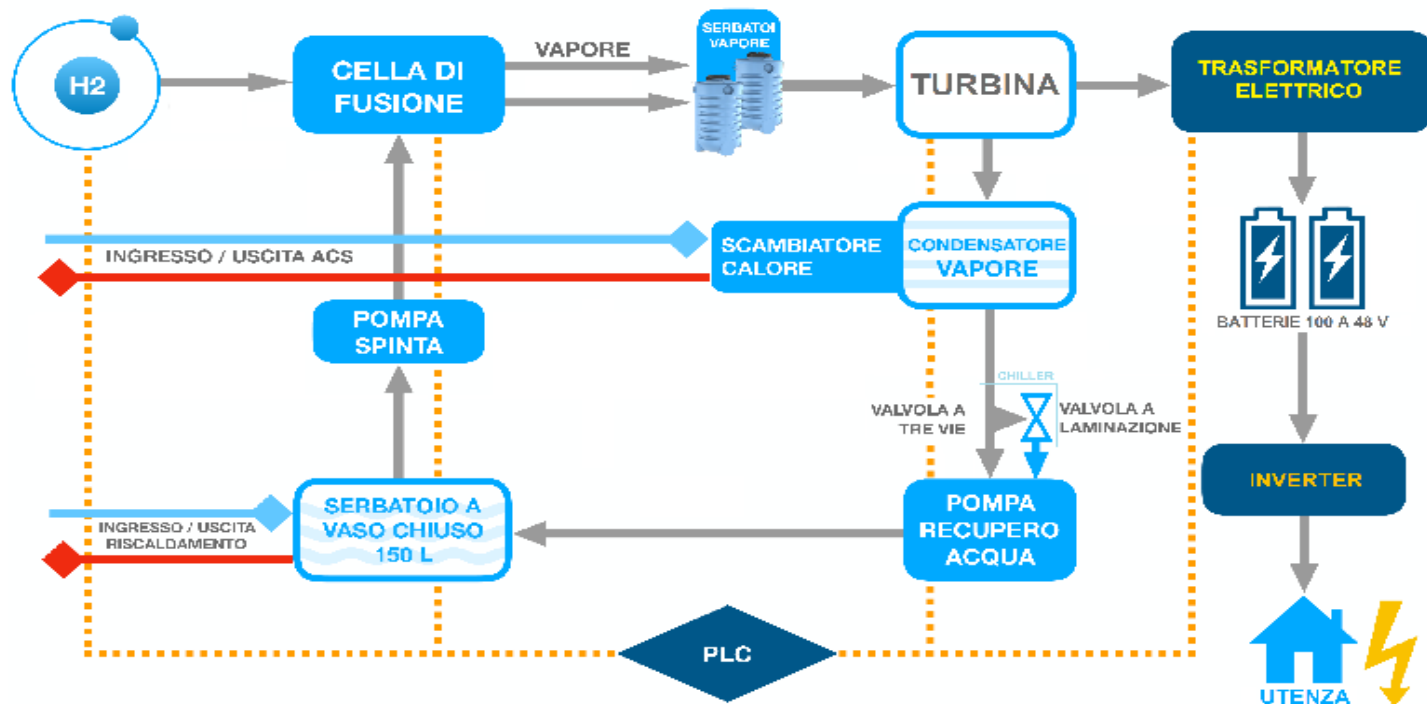 H2
CELLA DI
FUSIONE
VAPORE
SERBATOI
VAPORE
TURBINA
TRASFORMATORE
ELETTRICO
INGRESSO / USCITA ACS
SCAMBIATORE
CALORE
CONDENSATORE
VAPORE
BATTERIE 100 A 48 V
POMPA
SPINTA
CHILLER
VALVOLA A
TRE VIE
VALVOLA A
LAMINAZIONE
INGRESSO / USCITA
RISCALDAMENTO
SERBATOIO A
VASO CHIUSO
150 L
POMPA
RECUPERO
ACQUA
INVERTER
PLC
UTENZA